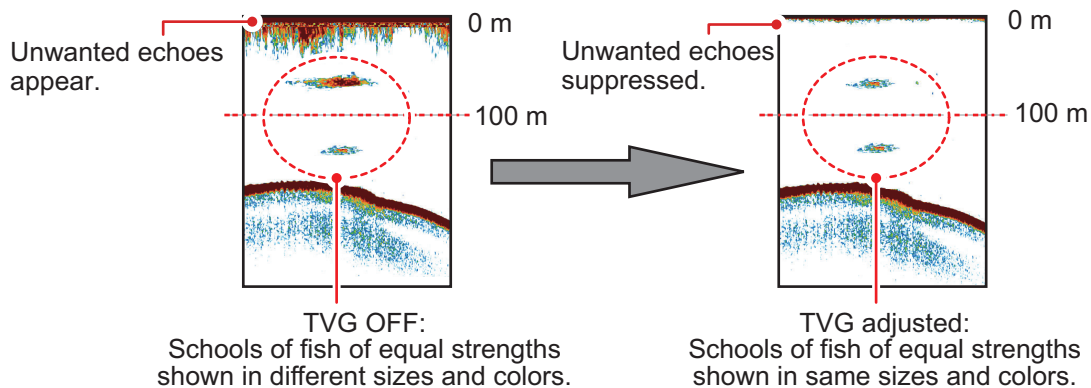 0 m
Unwanted echoes
appear.
100 m
TVG OFF:
Schools of fish of equal strengths
shown in different sizes and colors.
0 m
Unwanted echoes
suppressed.
100 m
TVG adjusted:
Schools of fish of equal strengths
shown in same sizes and colors.